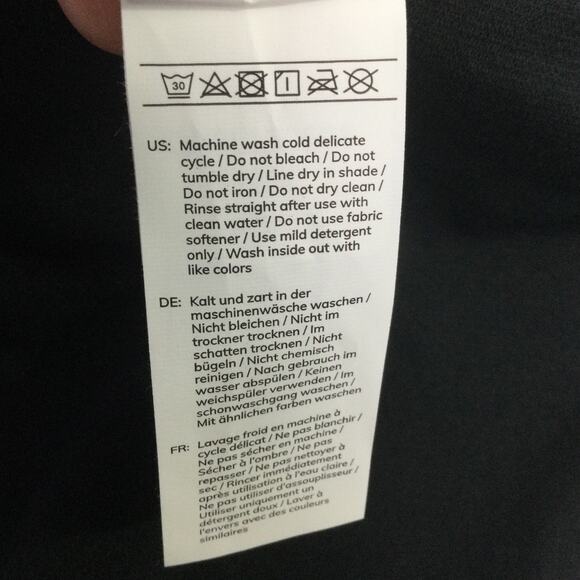 30
US: Machine wash cold delicate
cycle / Do not bleach / Do not
tumble dry / Line dry in shade /
Do not iron / Do not dry clean /
Rinse straight after use with
clean water / Do not use fabric
softener / Use mild detergent
only / Wash inside out with
like colors
DE: Kalt und zart in der
maschinenwäsche waschen /
Nicht bleichen / Nicht im
trockner trocknen / Im
schatten trocknen / Nicht
bügeln / Nicht chemisch
reinigen / Nach gebrauch im
wasser abspülen / Keinen
weichspüler verwenden / Im
schonwaschgang waschen /
Mit ähnlichen farben waschen
FR: Lavage froid en machine à
cycle délicat / Ne pas blanchir /
Ne pas sécher en machine /
Sécher à l'ombre / Ne pas
repasser / Ne pas nettoyer à
sec / Rincer immédiatement
après utilisation à l'eau claire /
Ne pas utiliser d'assouplisseur /
Utiliser uniquement un
détergent doux / Laver à
l'envers avec des couleurs
similaires